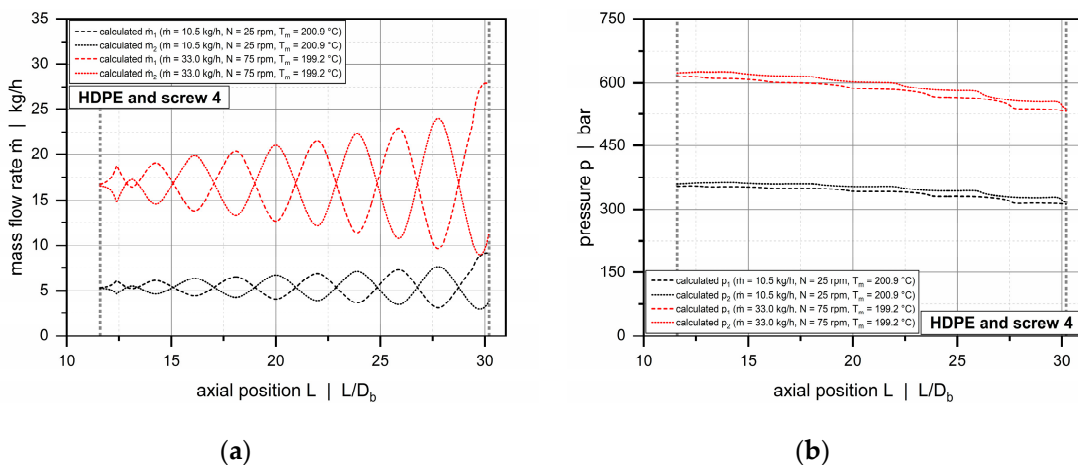 35
30
25
20
15
10
5
0
mass flow rate ṁ | kg/h
calculated ṁ₁ (ṁ = 10.5 kg/h, N = 25 rpm, Tₘ = 200.9 °C)
calculated ṁ₂ (ṁ = 10.5 kg/h, N = 25 rpm, Tₘ = 200.9 °C)
calculated ṁ₁ (ṁ = 33.0 kg/h, N = 75 rpm, Tₘ = 199.2 °C)
calculated ṁ₂ (ṁ = 33.0 kg/h, N = 75 rpm, Tₘ = 199.2 °C)
HDPE and screw 4
10 15 20 25 30
axial position L | L/D_b
(a)
750
600
450
300
150
0
pressure p | bar
calculated p₁ (ṁ = 10.5 kg/h, N = 25 rpm, Tₘ = 200.9 °C)
calculated p₂ (ṁ = 10.5 kg/h, N = 25 rpm, Tₘ = 200.9 °C)
calculated p₁ (ṁ = 33.0 kg/h, N = 75 rpm, Tₘ = 199.2 °C)
calculated p₂ (ṁ = 33.0 kg/h, N = 75 rpm, Tₘ = 199.2 °C)
HDPE and screw 4
10 15 20 25 30
axial position L | L/D_b
(b)